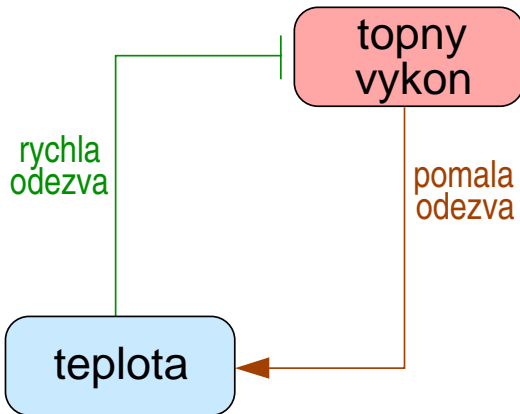 topny
vykon
rychla
odezva
pomala
odezva
teplota